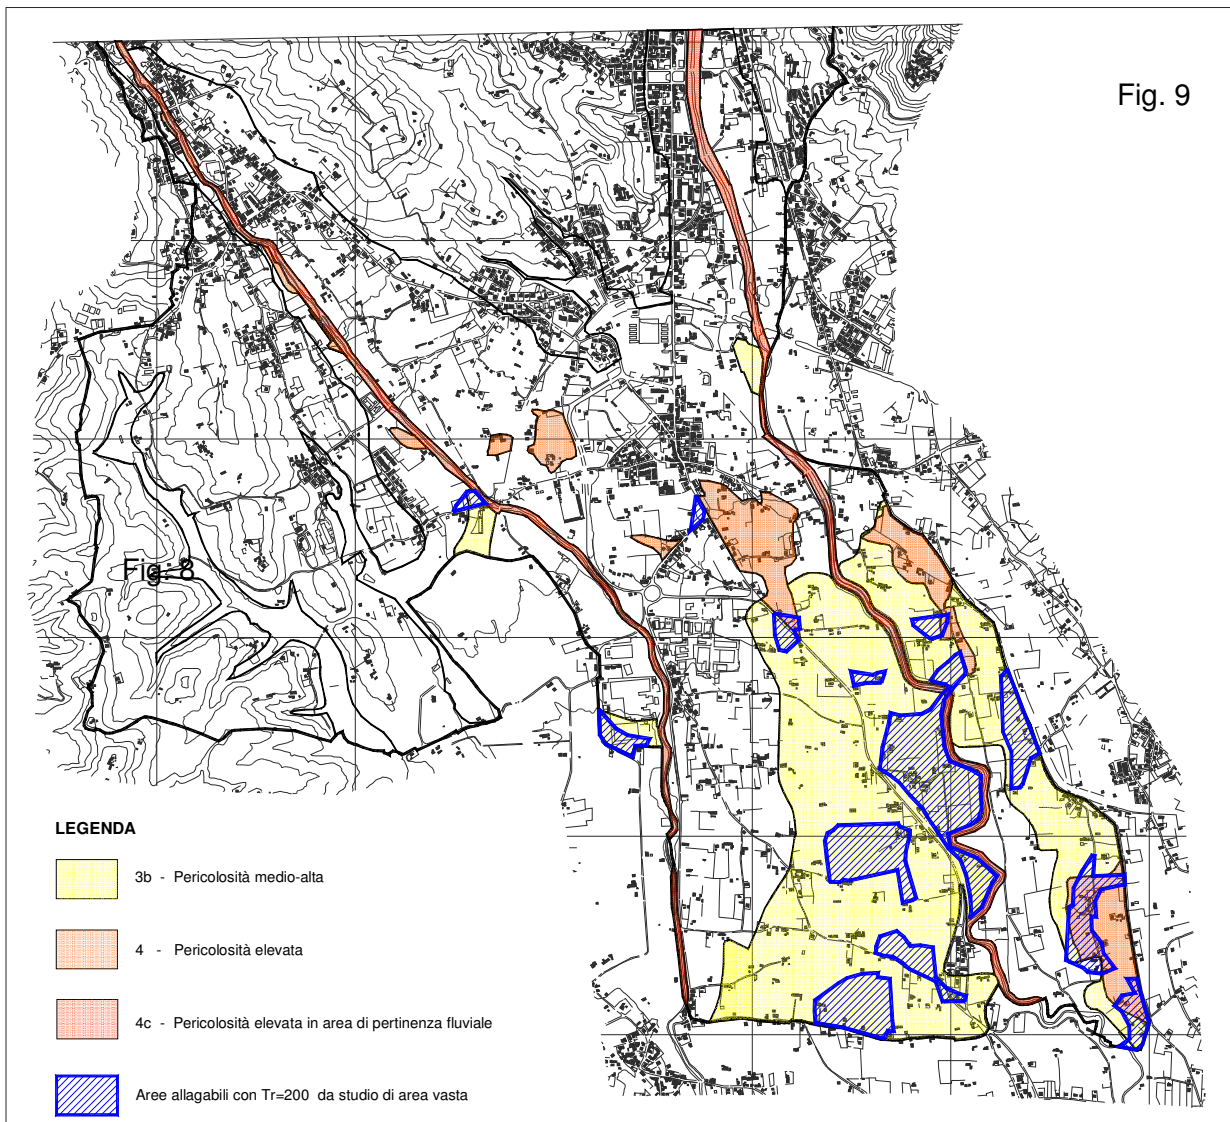 Fig. 9
Fig. 8
LEGENDA
3b - Pericolosità medio-alta
4 - Pericolosità elevata
4c - Pericolosità elevata in area di pertinenza fluviale
Aree allagabili con Tr=200 da studio di area vasta